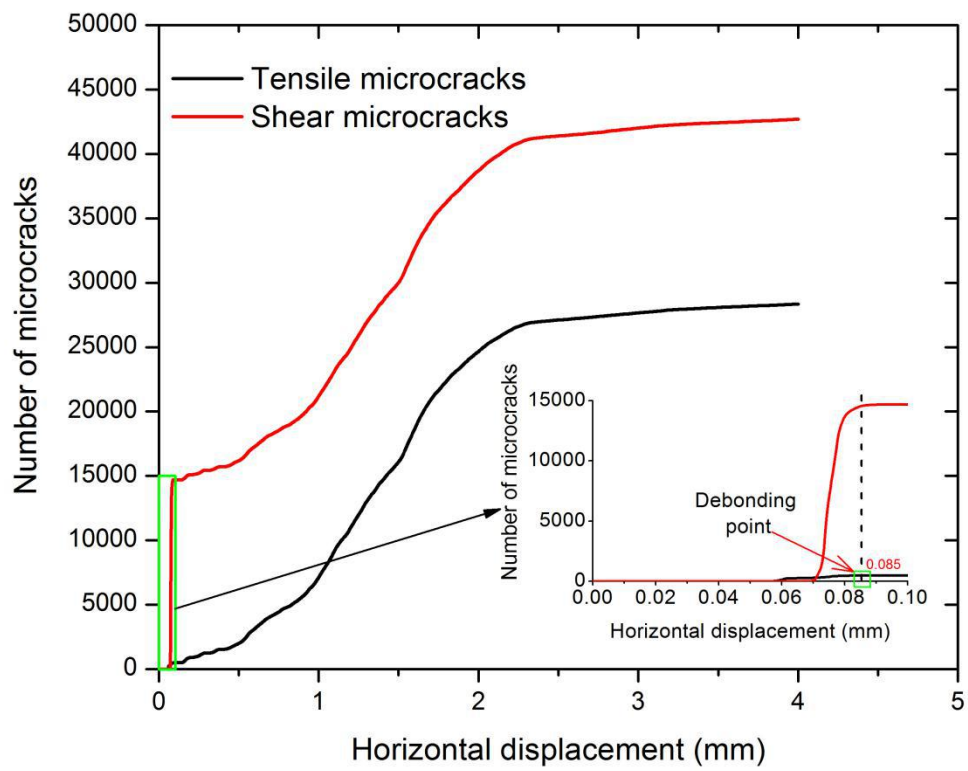 50000
45000
40000
35000
30000
25000
20000
15000
10000
5000
0
Number of microcracks
Tensile microcracks
Shear microcracks
0 1 2 3 4 5
Horizontal displacement (mm)
15000
10000
5000
0
Number of microcracks
Debonding
point
0.085
0.00 0.02 0.04 0.06 0.08 0.10
Horizontal displacement (mm)